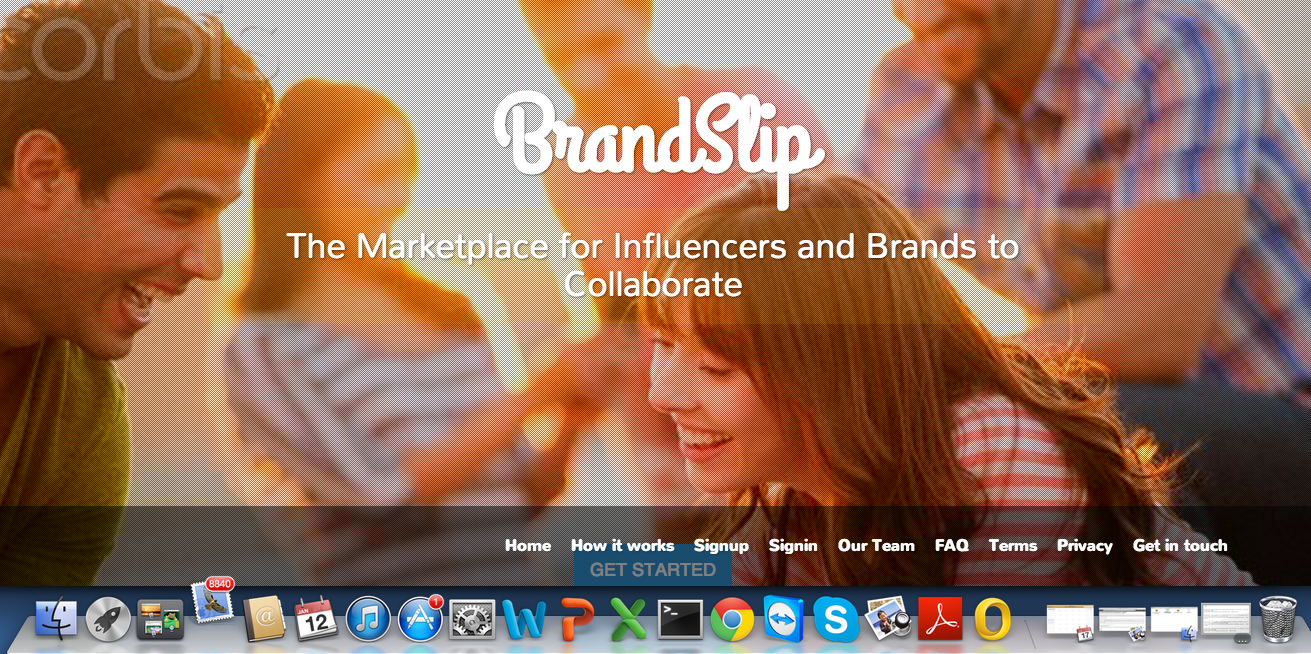 corbis
BrandSlip
The Marketplace for Influencers and Brands to
Collaborate
Home How it works Signup Signin Our Team FAQ Terms Privacy Get in touch
GET STARTED
8840
JAN
12
1
17